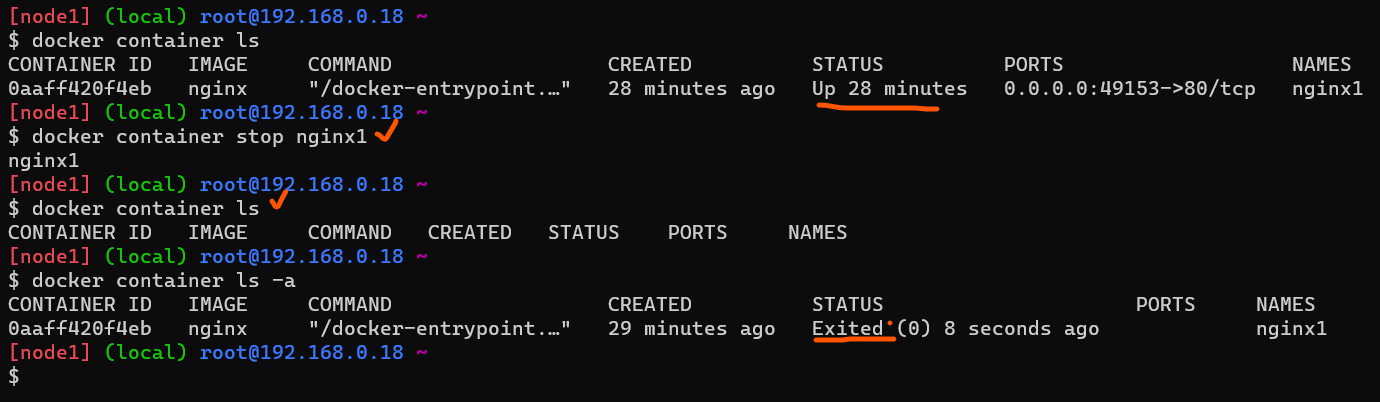 [node1] (local) root@192.168.0.18 ~
$ docker container ls
CONTAINER ID   IMAGE     COMMAND                  CREATED          STATUS          PORTS                   NAMES
0aaff420f4eb   nginx     "/docker-entrypoint.…"   28 minutes ago   Up 28 minutes   0.0.0.0:49153->80/tcp   nginx1
[node1] (local) root@192.168.0.18 ~
$ docker container stop nginx1
nginx1
[node1] (local) root@192.168.0.18 ~
$ docker container ls
CONTAINER ID   IMAGE     COMMAND   CREATED   STATUS    PORTS     NAMES
[node1] (local) root@192.168.0.18 ~
$ docker container ls -a
CONTAINER ID   IMAGE     COMMAND                  CREATED          STATUS                     PORTS     NAMES
0aaff420f4eb   nginx     "/docker-entrypoint.…"   29 minutes ago   Exited (0) 8 seconds ago             nginx1
[node1] (local) root@192.168.0.18 ~
$